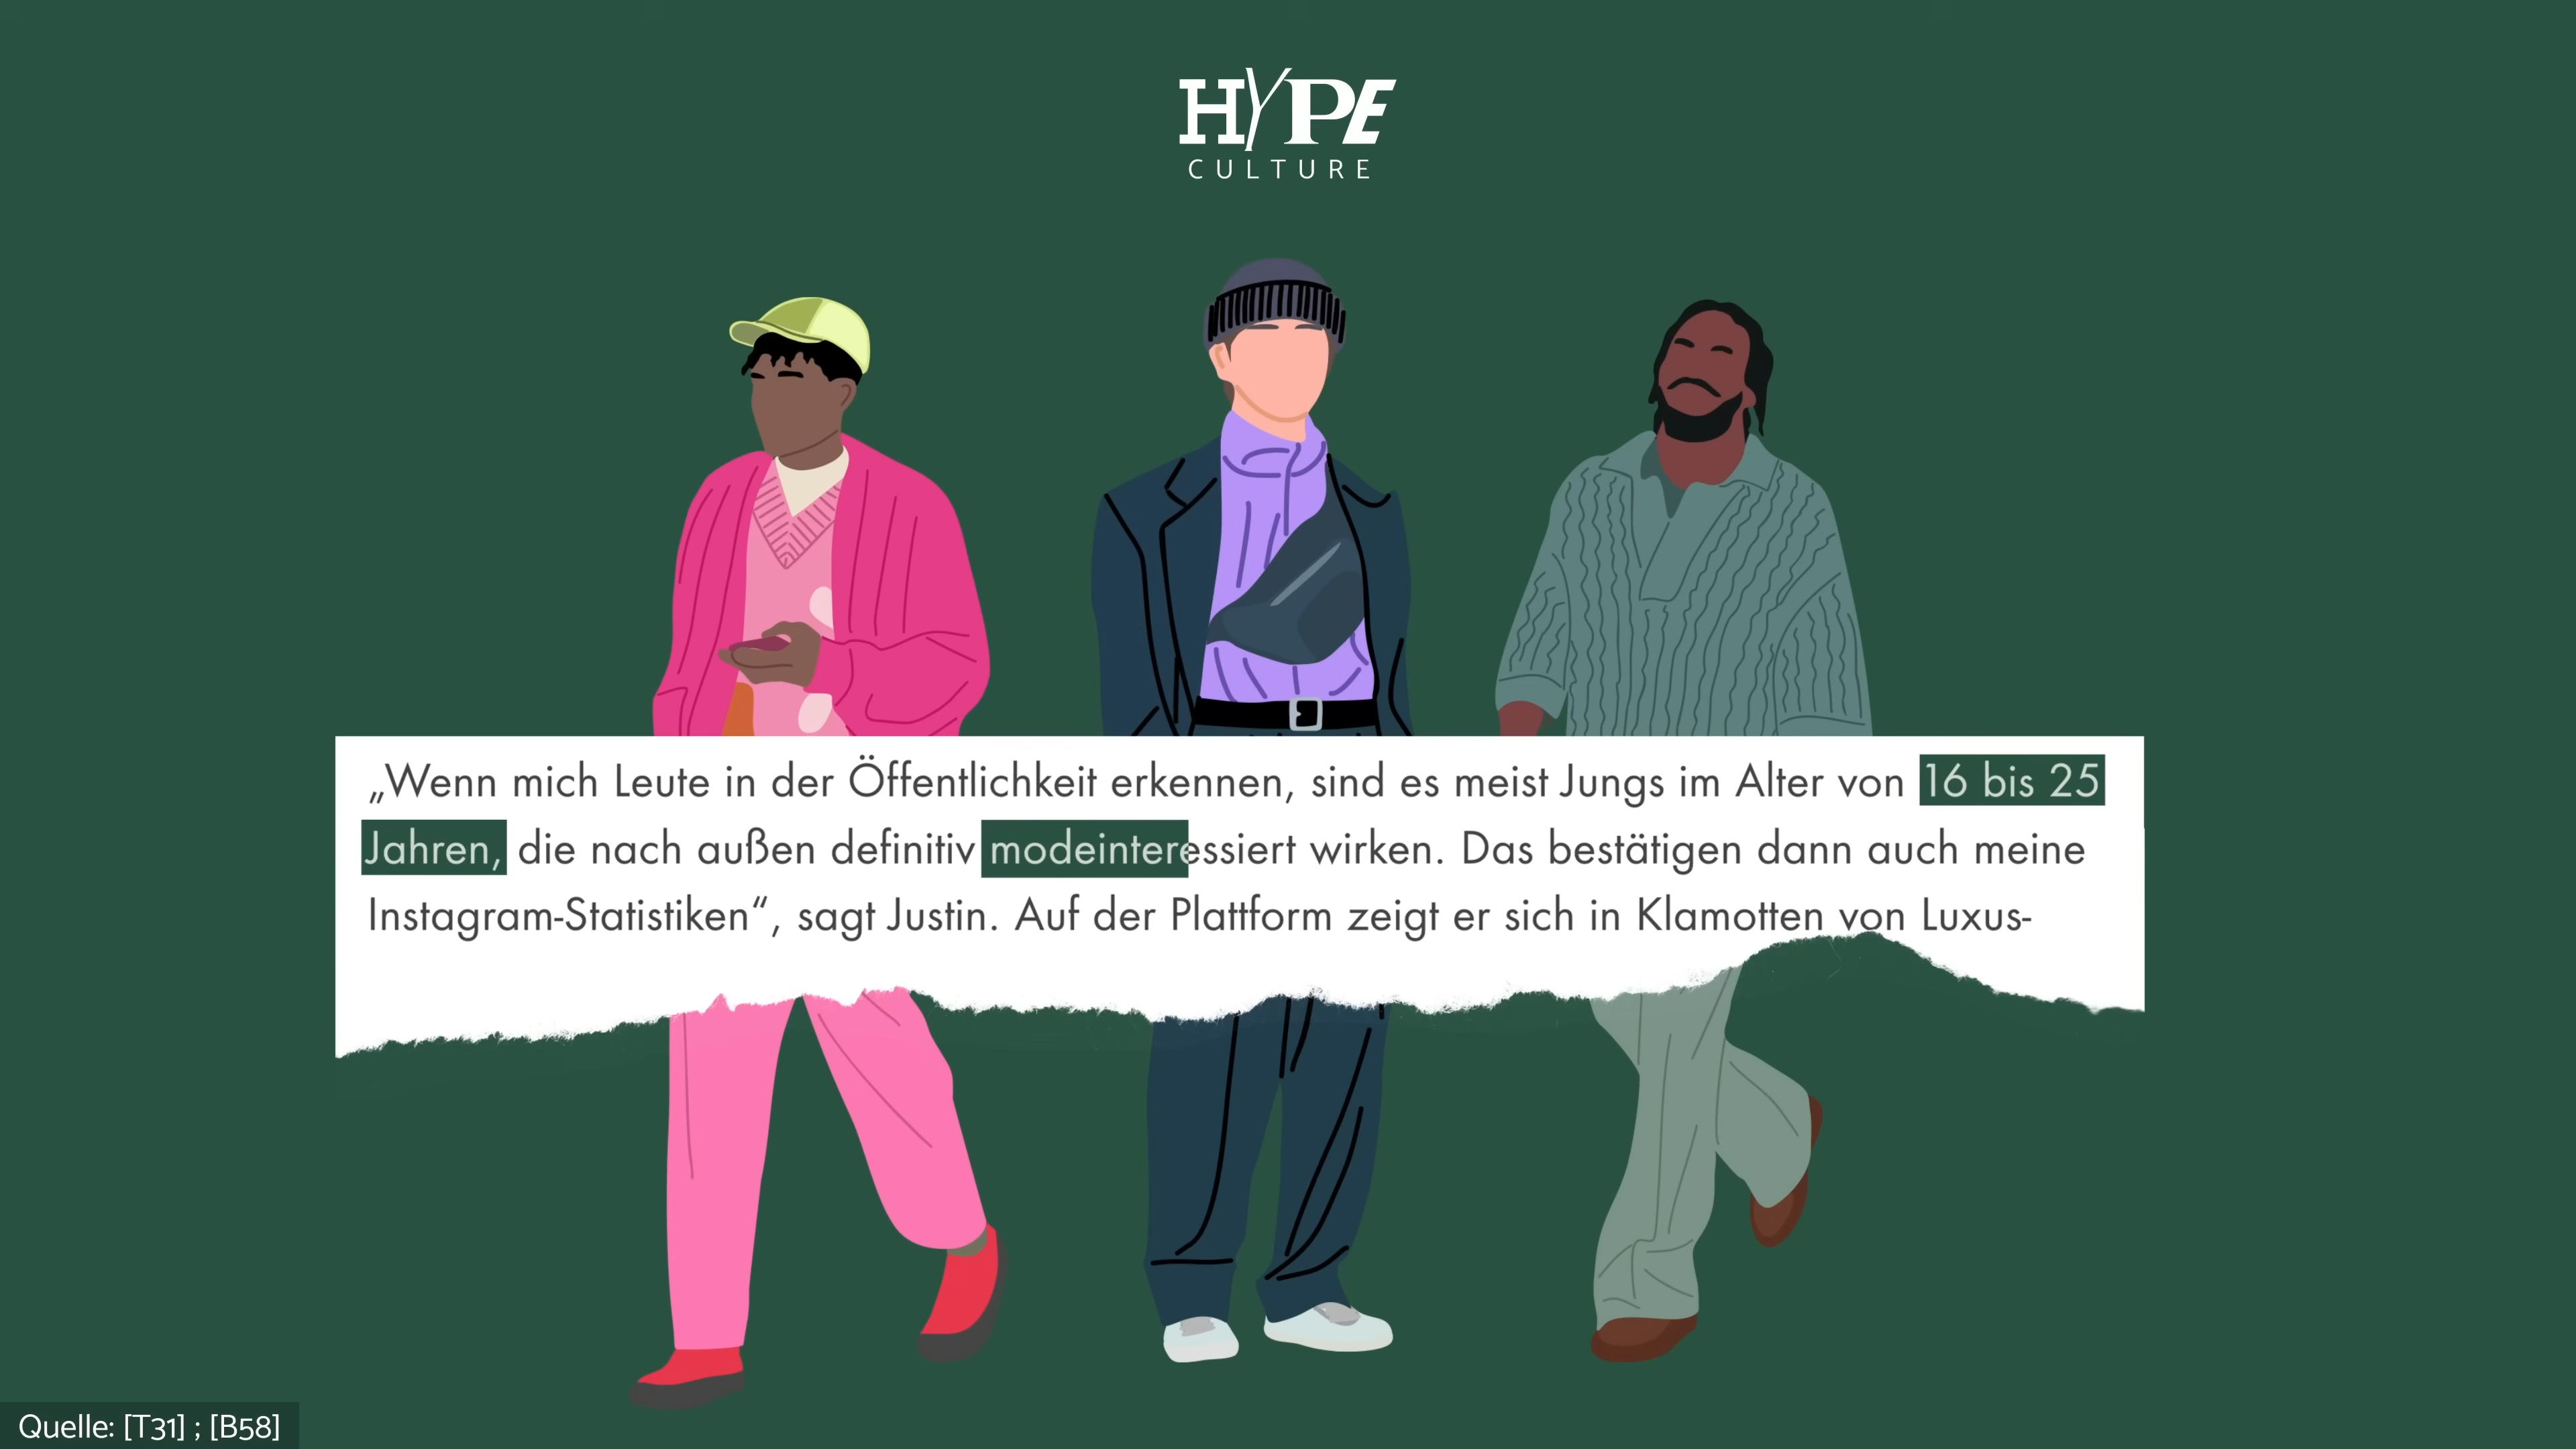 HYPE
CULTURE
„Wenn mich Leute in der Öffentlichkeit erkennen, sind es meist Jungs im Alter von 16 bis 25
Jahren, die nach außen definitiv modeinteressiert wirken. Das bestätigen dann auch meine
Instagram-Statistiken“, sagt Justin. Auf der Plattform zeigt er sich in Klamotten von Luxus-
Quelle: [T31] ; [B58]